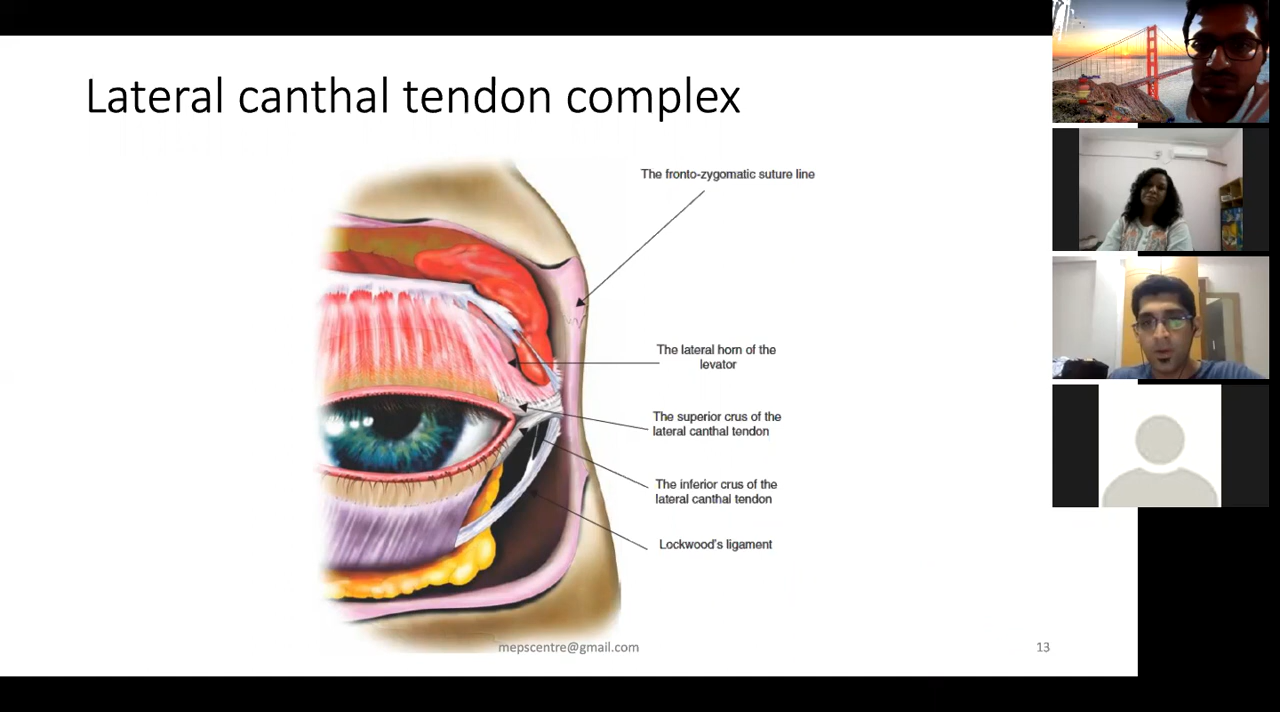 Lateral canthal tendon complex
The fronto-zygomatic suture line
The lateral horn of the
levator
The superior crus of the
lateral canthal tendon
The inferior crus of the
lateral canthal tendon
Lockwood's ligament
mepscentre@gmail.com
13